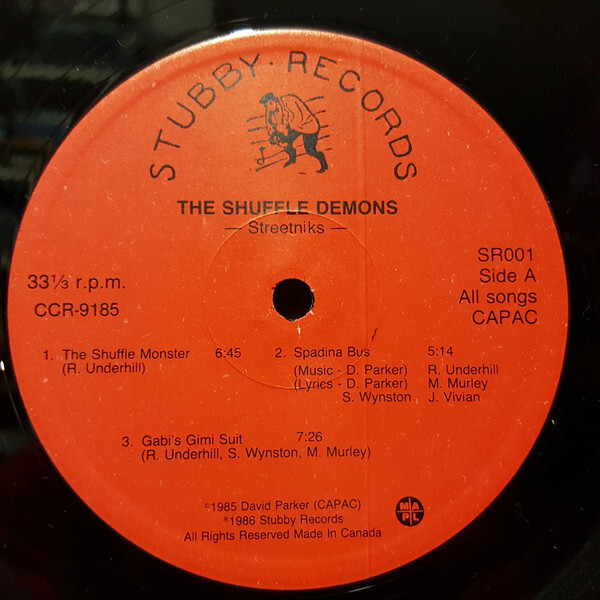 STUBBY · RECORDS
THE SHUFFLE DEMONS
— Streetniks —
33⅓ r.p.m.
CCR-9185
SR001
Side A
All songs
CAPAC
1. The Shuffle Monster 6:45
(R. Underhill)
2. Spadina Bus 5:14
(Music - D. Parker) R. Underhill
(Lyrics - D. Parker) M. Murley
S. Wynston J. Vivian
3. Gabi's Gimi Suit 7:26
(R. Underhill, S. Wynston, M. Murley)
©1985 David Parker (CAPAC)
℗1986 Stubby Records
All Rights Reserved Made In Canada
M A
P L